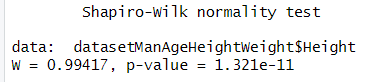 Shapiro-Wilk normality test
data:  datasetManAgeHeightWeight$Height
W = 0.99417, p-value = 1.321e-11